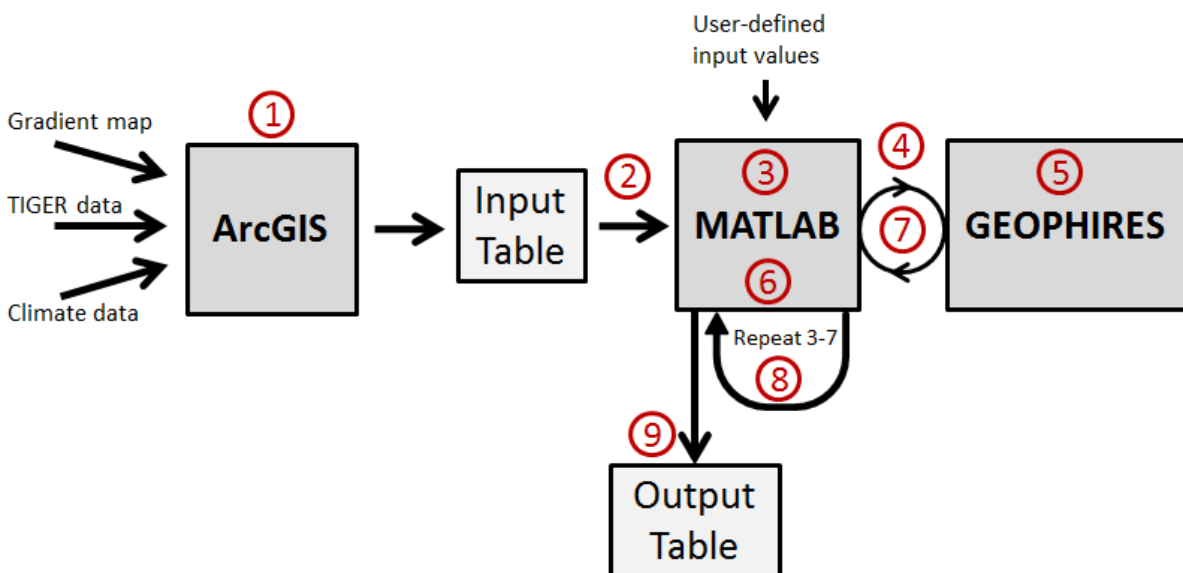 User-defined
input values
1
Gradient map
TIGER data
Climate data
ArcGIS
Input
Table
2
3
MATLAB
6
4
7
5
GEOPHIRES
Repeat 3-7
8
9
Output
Table